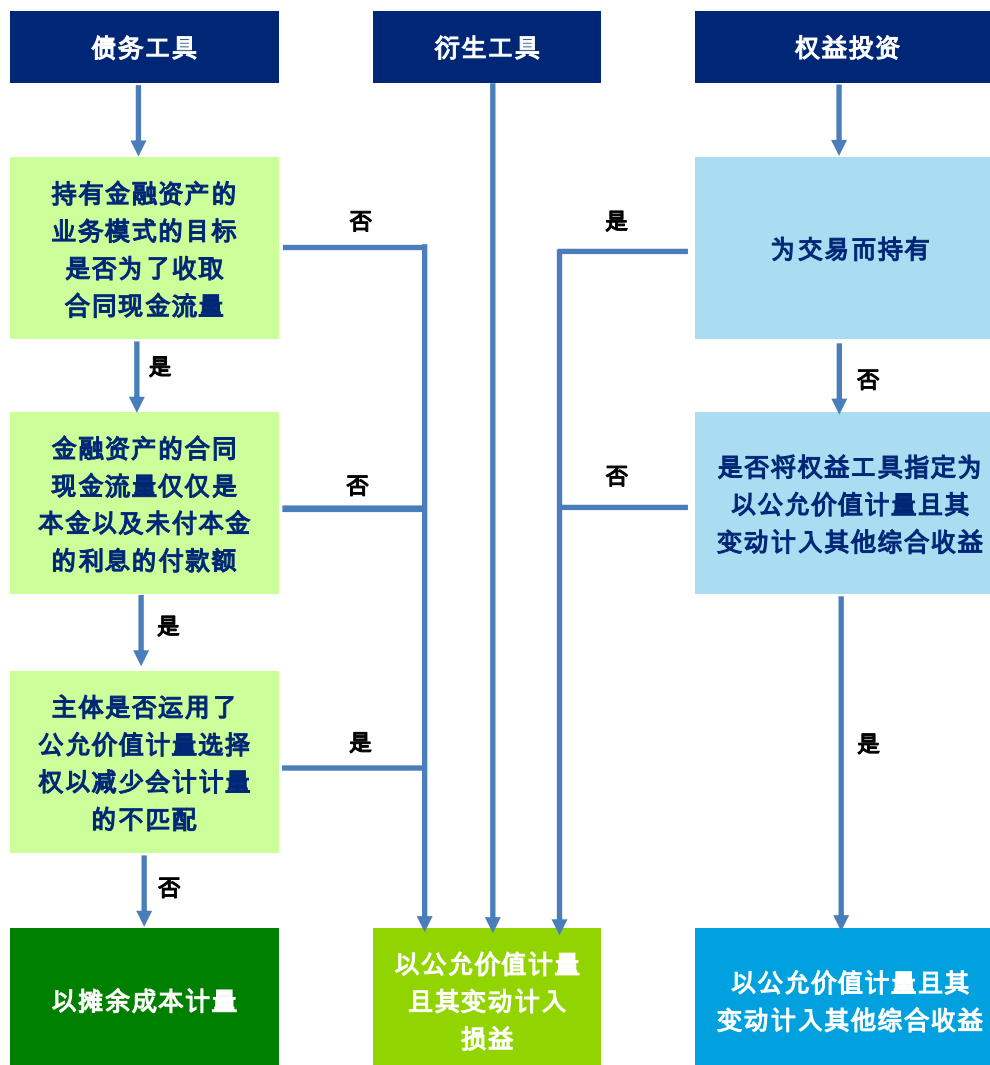 债务工具
衍生工具
权益投资
持有金融资产的
业务模式的目标
是否为了收取
合同现金流量
否
是
为交易而持有
是
否
金融资产的合同
现金流量仅仅是
本金以及未付本金
的利息的付款额
否
否
是否将权益工具指定为
以公允价值计量且其
变动计入其他综合收益
是
主体是否运用了
公允价值计量选择
权以减少会计计量
的不匹配
是
是
否
以摊余成本计量
以公允价值计量
且其变动计入
损益
以公允价值计量且其
变动计入其他综合收益